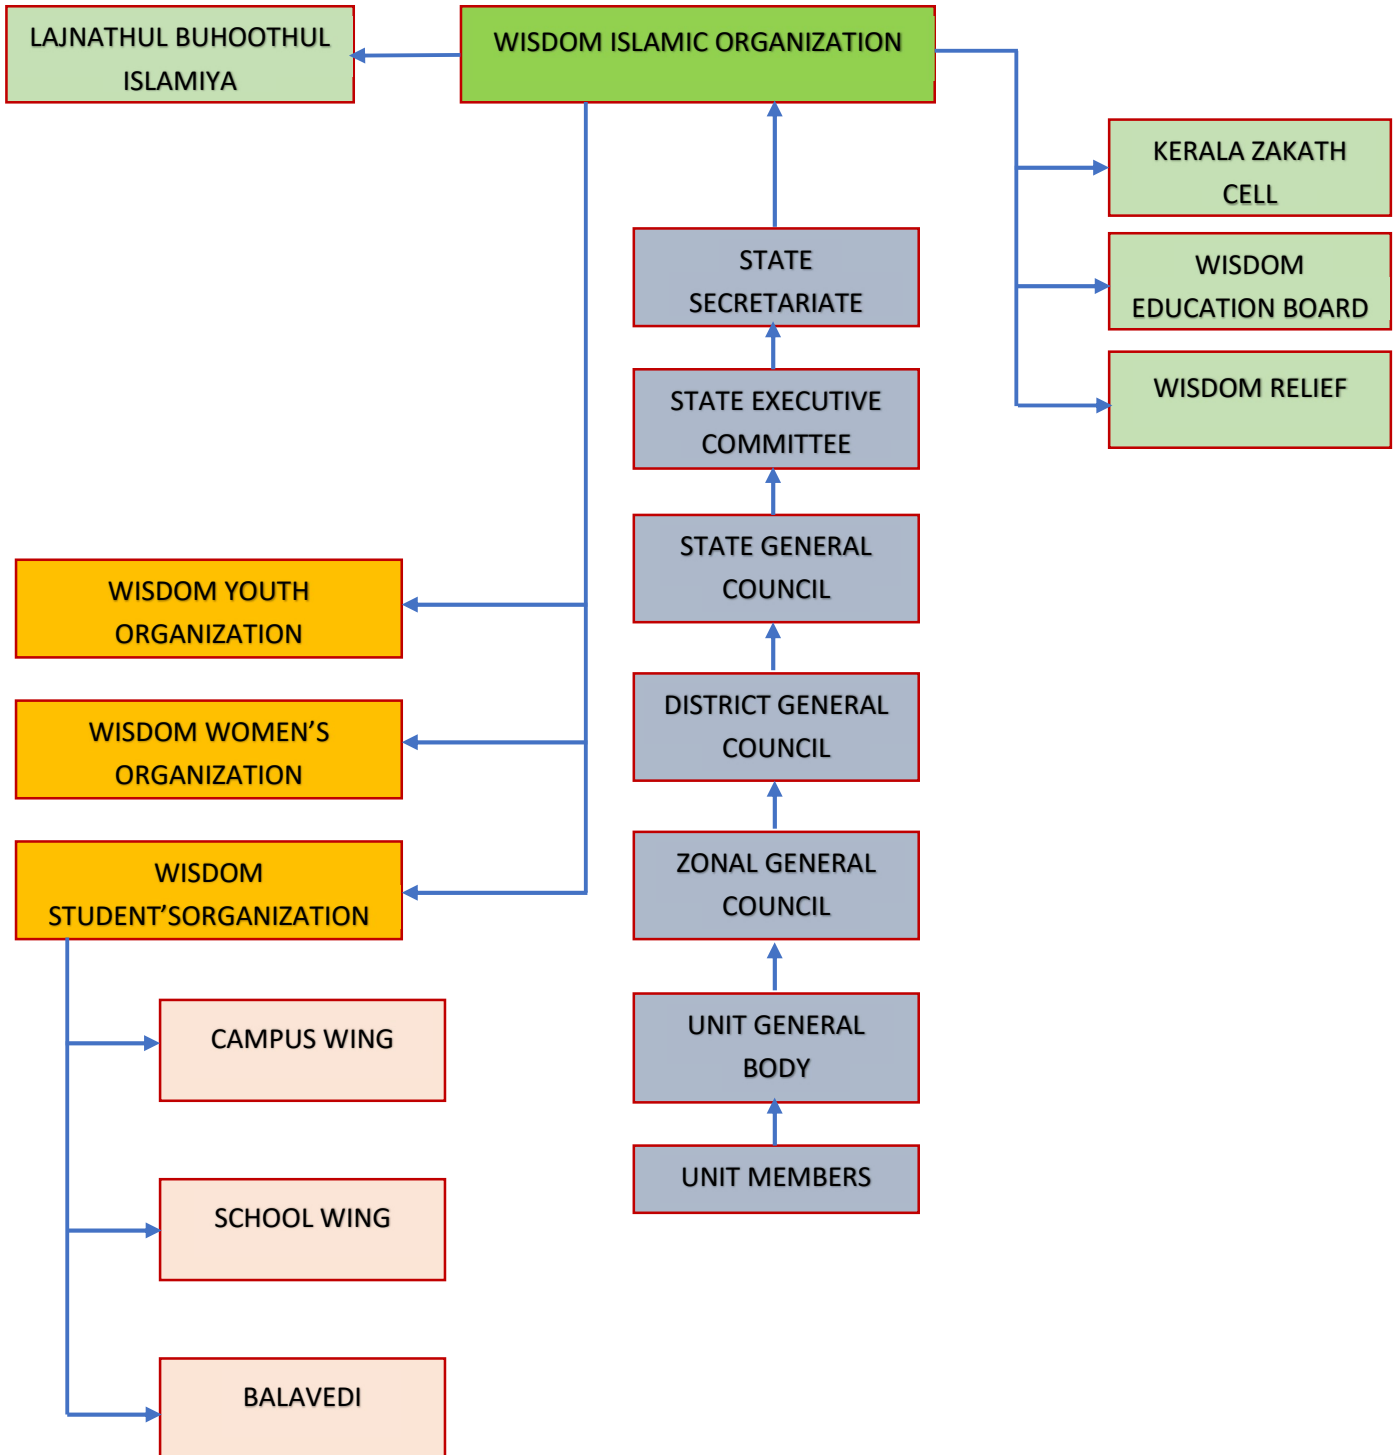 LAJNATHUL BUHOOTHUL
ISLAMIYA
WISDOM ISLAMIC ORGANIZATION
KERALA ZAKATH
CELL
WISDOM
EDUCATION BOARD
WISDOM RELIEF
STATE
SECRETARIATE
STATE EXECUTIVE
COMMITTEE
STATE GENERAL
COUNCIL
DISTRICT GENERAL
COUNCIL
ZONAL GENERAL
COUNCIL
UNIT GENERAL
BODY
UNIT MEMBERS
WISDOM YOUTH
ORGANIZATION
WISDOM WOMEN’S
ORGANIZATION
WISDOM
STUDENT’SORGANIZATION
CAMPUS WING
SCHOOL WING
BALAVEDI